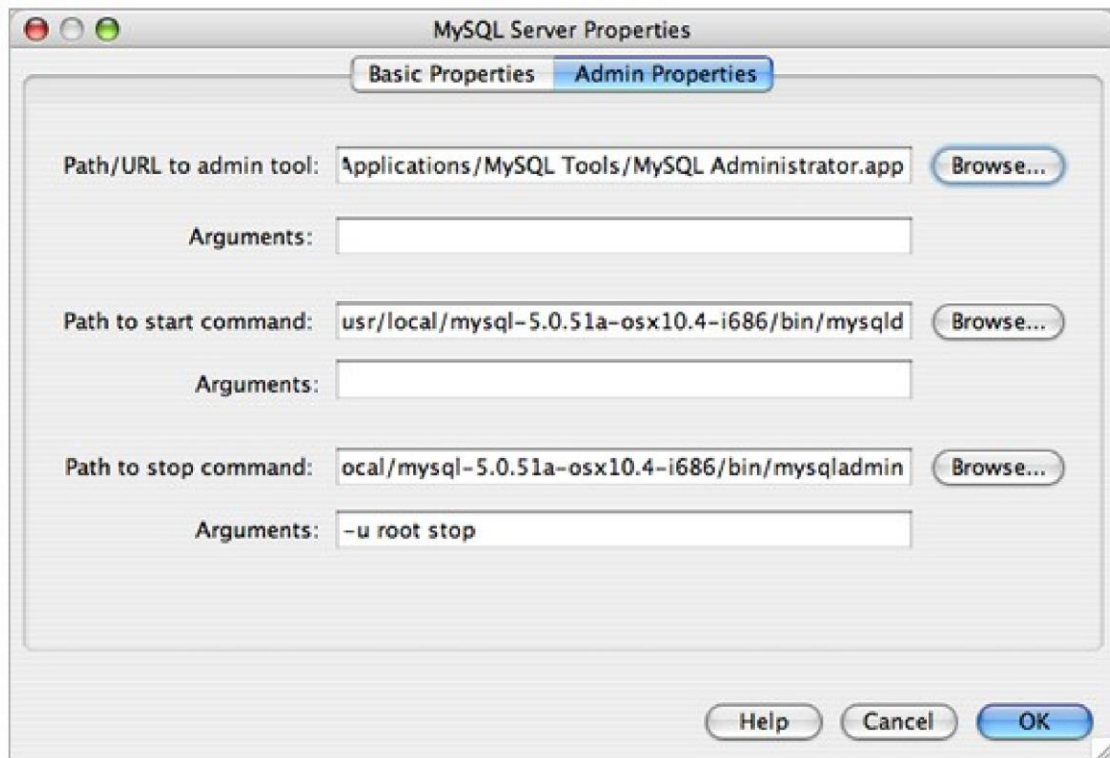 MySQL Server Properties
Basic Properties Admin Properties
Path/URL to admin tool: Applications/MySQL Tools/MySQL Administrator.app Browse...
Arguments:
Path to start command: usr/local/mysql-5.0.51a-osx10.4-i686/bin/mysqld Browse...
Arguments:
Path to stop command: ocal/mysql-5.0.51a-osx10.4-i686/bin/mysqladmin Browse...
Arguments: -u root stop
Help Cancel OK